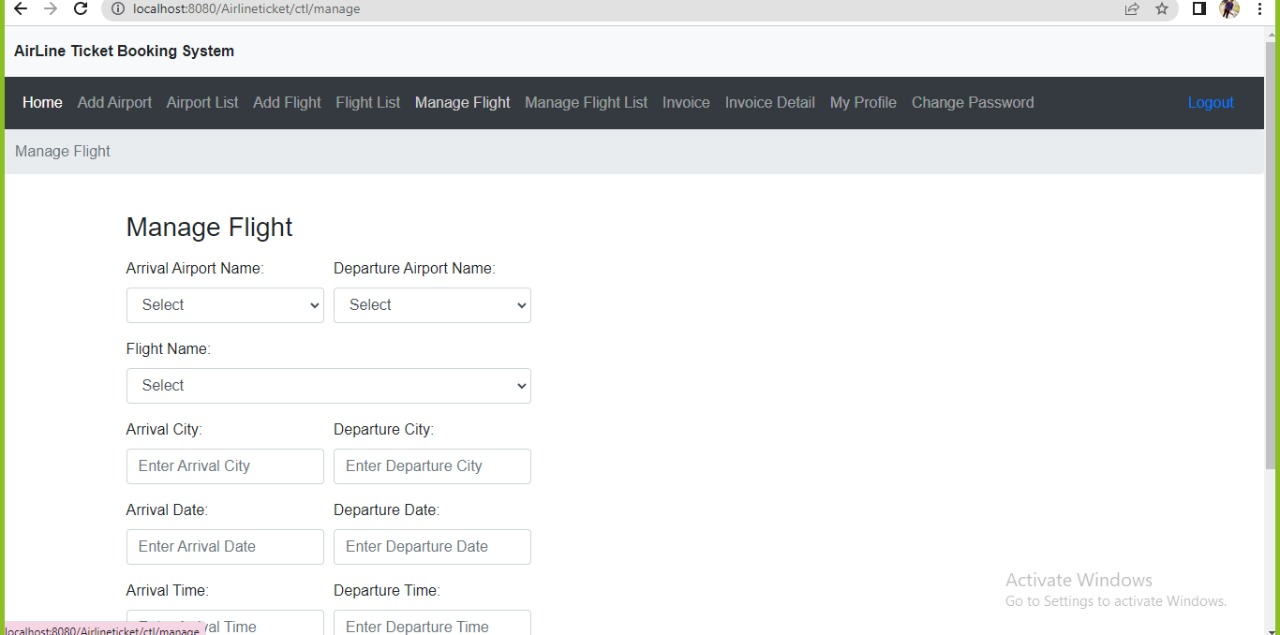 localhost:8080/Airlineticket/ctl/manage
AirLine Ticket Booking System
Home Add Airport Airport List Add Flight Flight List Manage Flight Manage Flight List Invoice Invoice Detail My Profile Change Password Logout
Manage Flight
Manage Flight
Arrival Airport Name: Departure Airport Name:
Select Select
Flight Name:
Select
Arrival City: Departure City:
Enter Arrival City Enter Departure City
Arrival Date: Departure Date:
Enter Arrival Date Enter Departure Date
Arrival Time: Departure Time:
Time Enter Departure Time
Activate Windows
Go to Settings to activate Windows.
localhost:8080/Airlineticket/ctl/manage